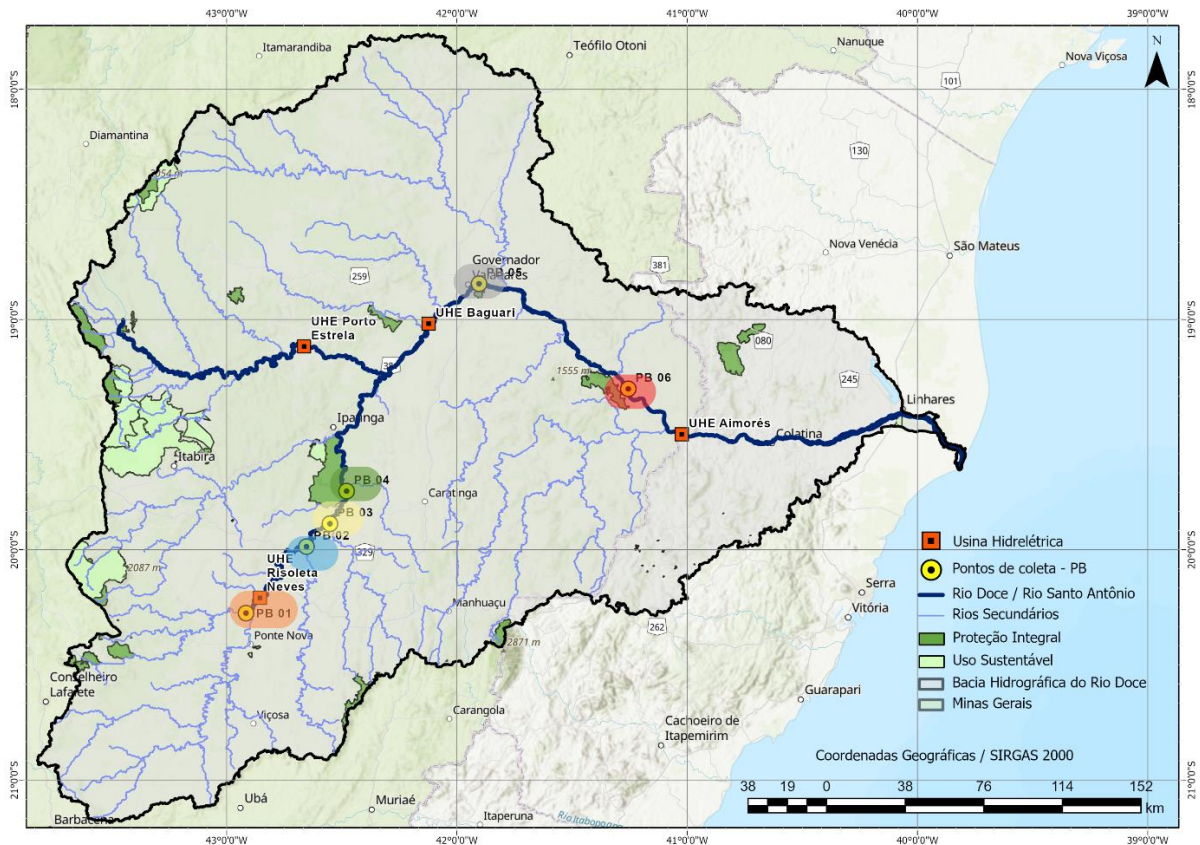 43°0'0"W
42°0'0"W
41°0'0"W
40°0'0"W
39°0'0"W
Itamarandiba
Teófilo Otoni
Nanuque
Nova Viçosa
N
101
18°0'0"S
18°0'0"S
Diamantina
130
Nova Venécia
São Mateus
Governador
Valadares
PB 05
381
259
19°0'0"S
19°0'0"S
UHE Baguari
UHE Porto
Estrela
080
1555 m
PB 06
245
Linhares
Ipatinga
UHE Aimorés
Colatina
Itabira
PB 04
Caratinga
PB 03
PB 02
329
20°0'0"S
20°0'0"S
2087 m
UHE
Risoleta
Neves
PB 01
Ponte Nova
Manhuaçu
2871 m
262
Serra
Vitória
Conselheiro
Lafaiete
Viçosa
Carangola
Guarapari
Cachoeiro de
Itapemirim
21°0'0"S
21°0'0"S
Ubá
Muriaé
Barbacena
Itaperuna
Rio Itabapoana
Usina Hidrelétrica
Pontos de coleta - PB
Rio Doce / Rio Santo Antônio
Rios Secundários
Proteção Integral
Uso Sustentável
Bacia Hidrográfica do Rio Doce
Minas Gerais
Coordenadas Geográficas / SIRGAS 2000
38 19 0 38 76 114 152
km
43°0'0"W
42°0'0"W
41°0'0"W
40°0'0"W
39°0'0"W